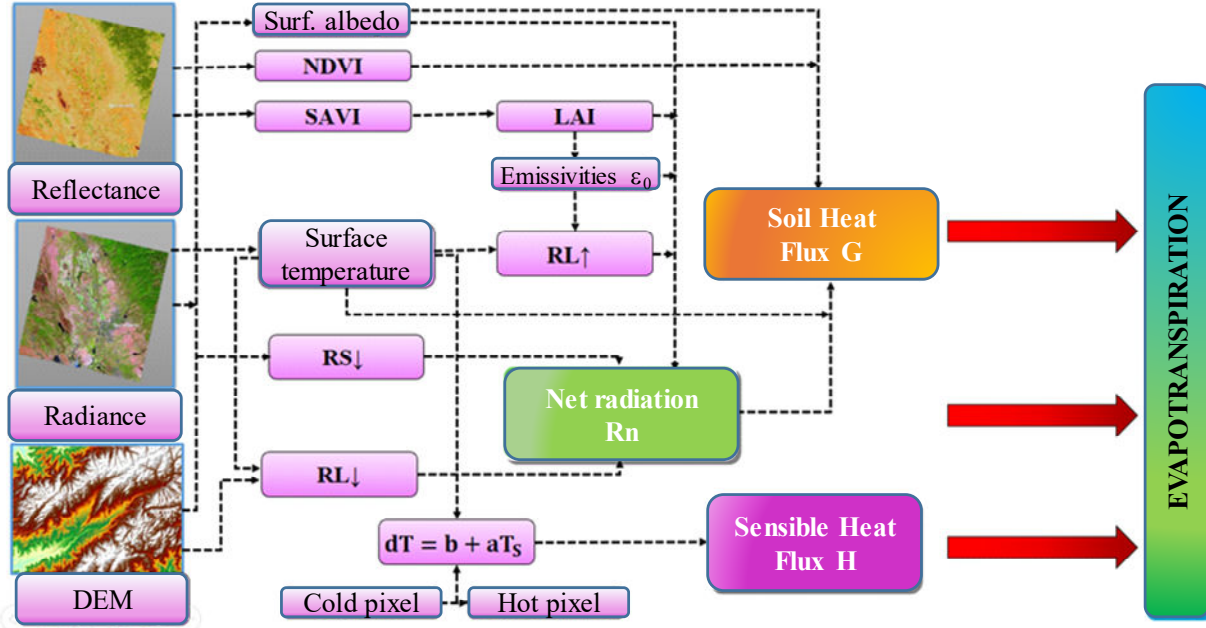 Surf. albedo
NDVI
SAVI
LAI
Reflectance
Emissivities ε₀
Surface
temperature
RL↑
Soil Heat
Flux G
Radiance
RS↓
Net radiation
Rn
RL↓
dT = b + aT_S
Sensible Heat
Flux H
DEM
Cold pixel
Hot pixel
EVAPOTRANSPIRATION